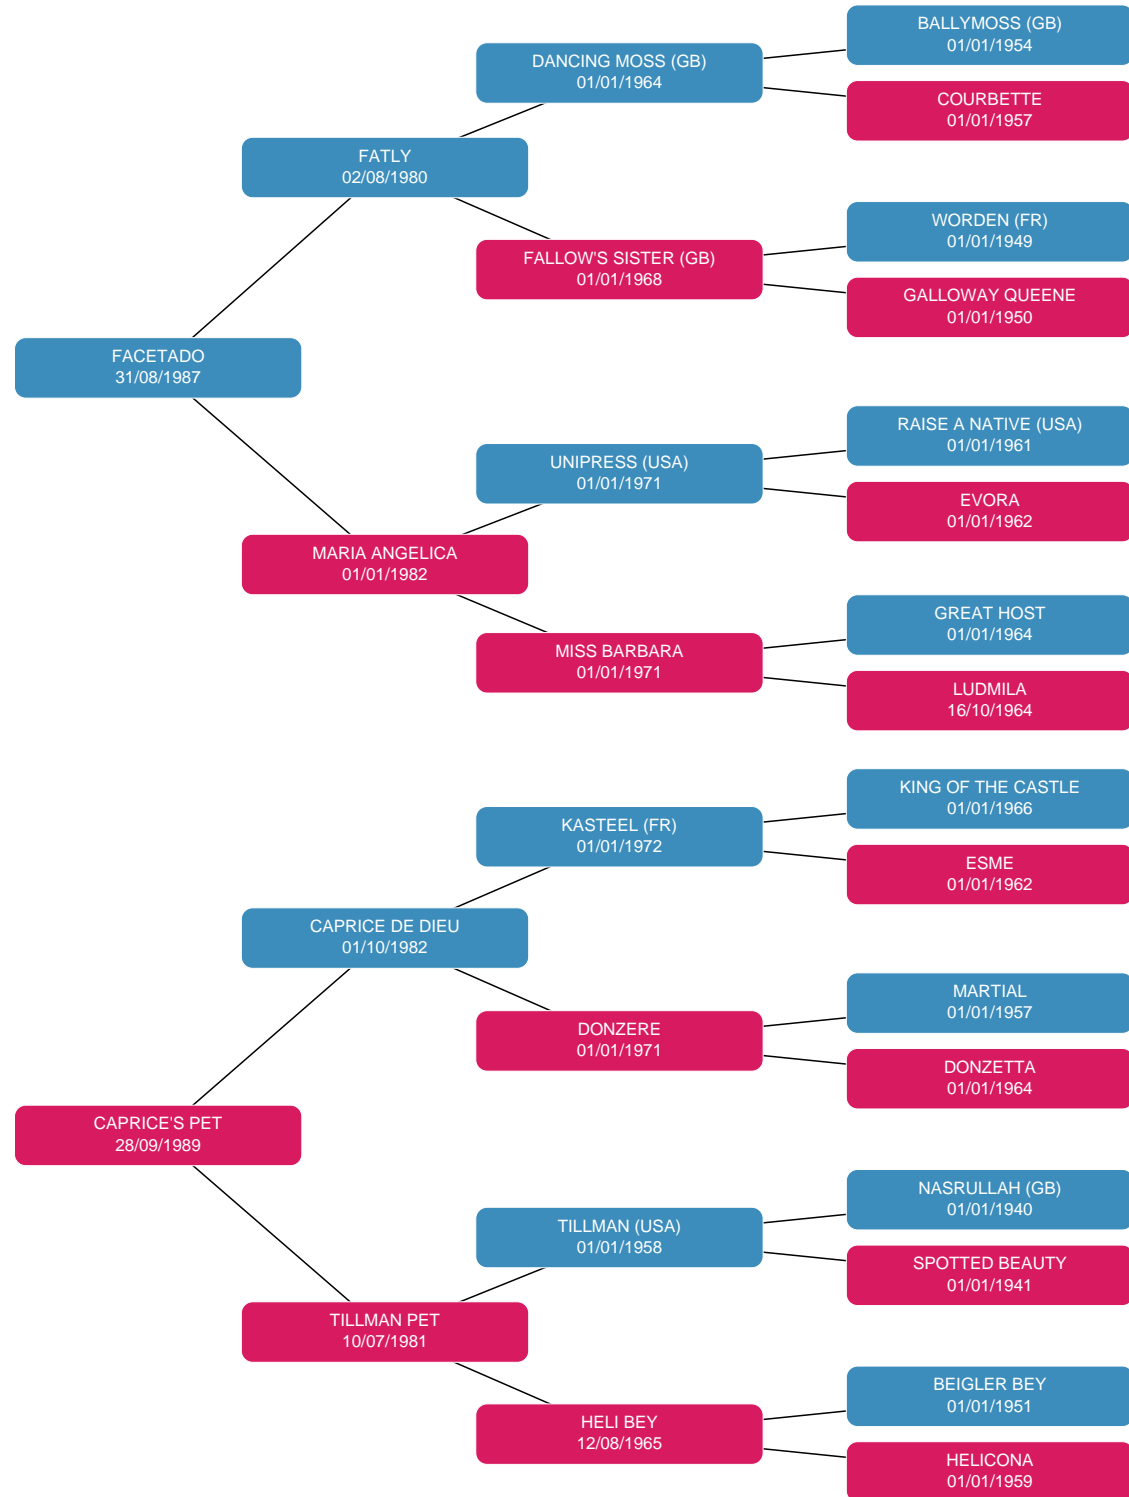 BALLYMOSS (GB)
01/01/1954
DANCING MOSS (GB)
01/01/1964
COURBETTE
01/01/1957
FATLY
02/08/1980
WORDEN (FR)
01/01/1949
FALLOW'S SISTER (GB)
01/01/1968
GALLOWAY QUEENE
01/01/1950
FACETADO
31/08/1987
RAISE A NATIVE (USA)
01/01/1961
UNIPRESS (USA)
01/01/1971
EVORA
01/01/1962
MARIA ANGELICA
01/01/1982
GREAT HOST
01/01/1964
MISS BARBARA
01/01/1971
LUDMILA
16/10/1964
KING OF THE CASTLE
01/01/1966
KASTEEL (FR)
01/01/1972
ESME
01/01/1962
CAPRICE DE DIEU
01/10/1982
MARTIAL
01/01/1957
DONZERE
01/01/1971
DONZETTA
01/01/1964
CAPRICE'S PET
28/09/1989
NASRULLAH (GB)
01/01/1940
TILLMAN (USA)
01/01/1958
SPOTTED BEAUTY
01/01/1941
TILLMAN PET
10/07/1981
BEIGLER BEY
01/01/1951
HELI BEY
12/08/1965
HELICONA
01/01/1959